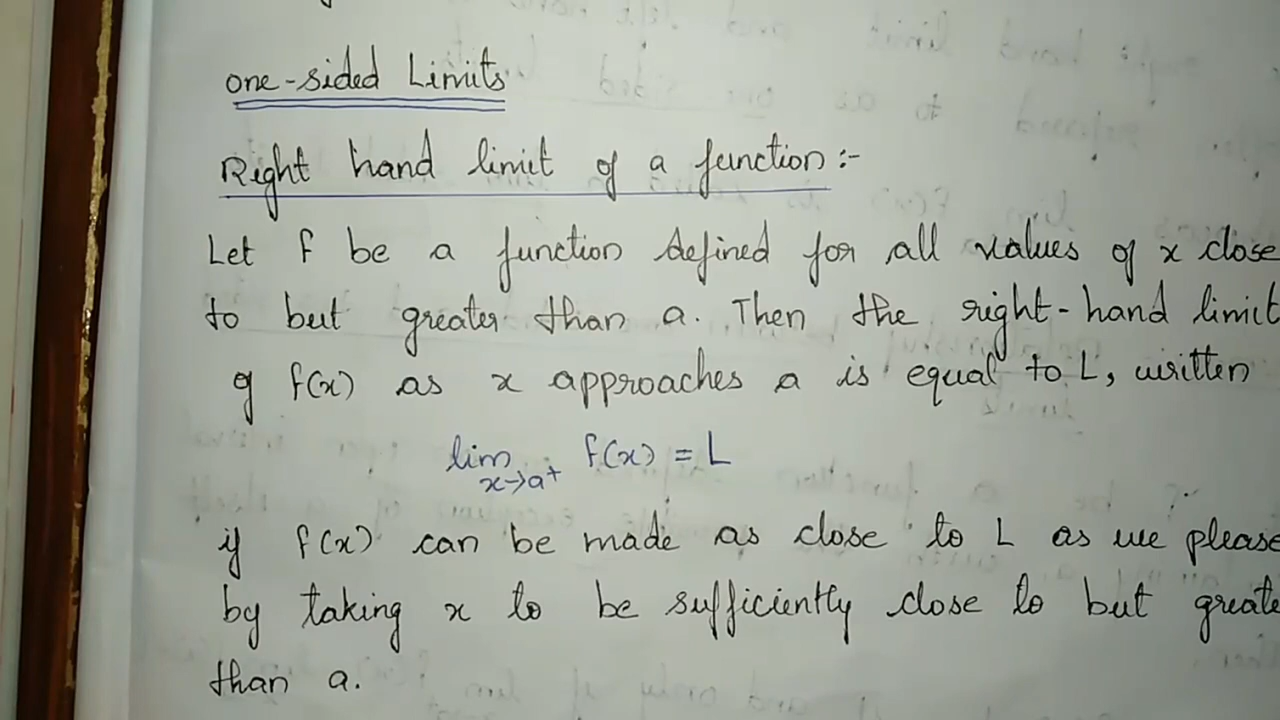 one-sided Limits
Right hand limit of a function :-
Let f be a function defined for all values of x close
to but greater than a. Then the right-hand limit
of f(x) as x approaches a is equal to L, written
lim x→a+ f(x) = L
if f(x) can be made as close to L as we please
by taking x to be sufficiently close to but greate
than a.